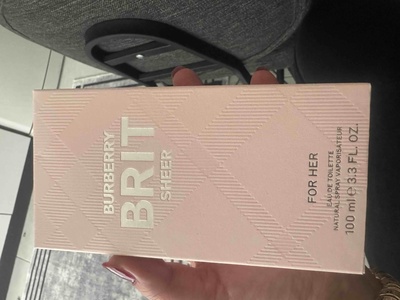 BURBERRY
BRIT
SHEER
FOR HER
EAU DE TOILETTE
NATURAL SPRAY VAPORISATEUR
100 ml ℮ 3.3 FL. OZ.